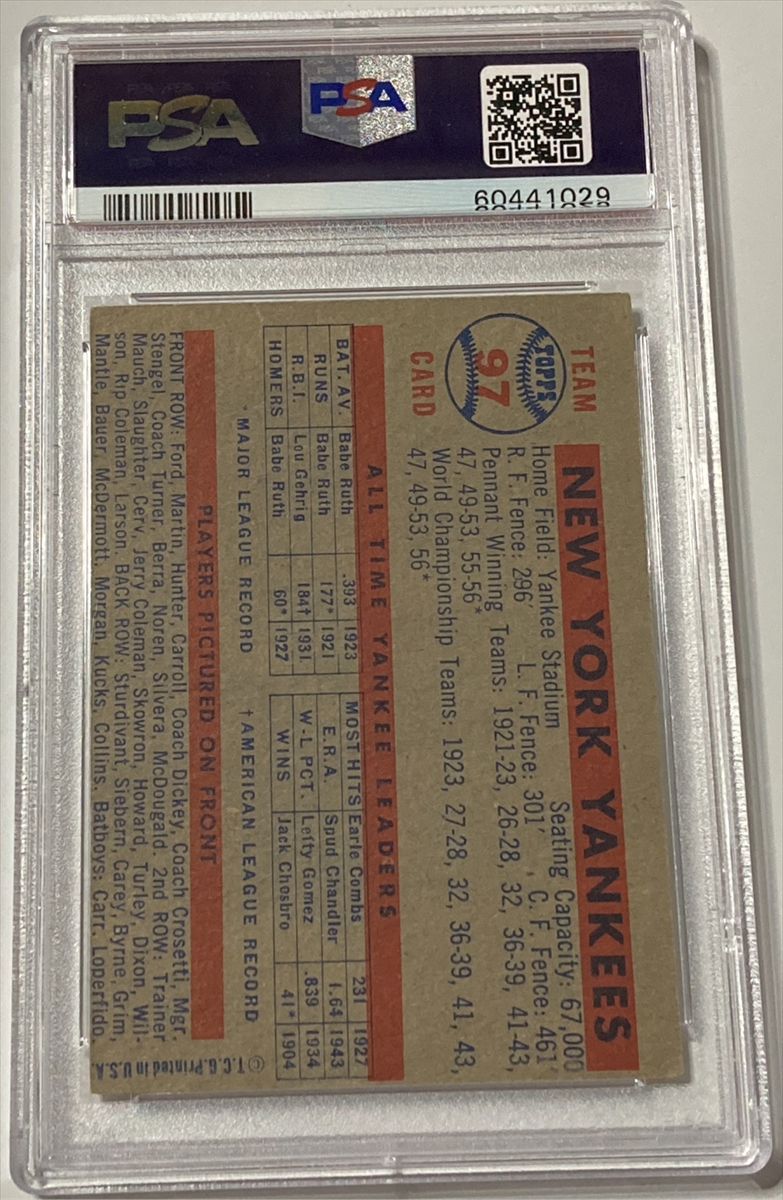 PSA
PSA
60441029
TEAM
TOPPS
97
CARD
NEW YORK YANKEES
Home Field: Yankee Stadium Seating Capacity: 67,000
R. F. Fence: 296' L. F. Fence: 301' C. F. Fence: 461'
Pennant Winning Teams: 1921-23, 26-28, 32, 36-39, 41-43,
47, 49-53, 55-56*
World Championship Teams: 1923, 27-28, 32, 36-39, 41, 43,
47, 49-53, 56*
ALL TIME YANKEE LEADERS
BAT. AV. Babe Ruth .393 1923 MOST HITS Earle Combs 231 1927
RUNS Babe Ruth 177* 1921 E.R.A. Spud Chandler 1.64 1943
R.B.I. Lou Gehrig 184† 1931 W-L PCT. Lefty Gomez .839 1934
HOMERS Babe Ruth 60* 1927 WINS Jack Chesbro 41* 1904
* MAJOR LEAGUE RECORD † AMERICAN LEAGUE RECORD
PLAYERS PICTURED ON FRONT
FRONT ROW: Ford, Martin, Hunter, Carroll, Coach Dickey, Coach Crosetti, Mgr.
Stengel, Coach Turner, Berra, Noren, Silvera, McDougald. 2ND ROW: Trainer
Mauch, Slaughter, Cerv, Jerry Coleman, Skowron, Howard, Turley, Dixon, Wil-
son, Rip Coleman, Larson. BACK ROW: Sturdivant, Siebern, Carey, Byrne, Grim,
Mantle, Bauer, McDermott, Morgan, Kucks, Collins, Batboys: Carr, Loperfido.
© T.C.G. Printed in U.S.A.